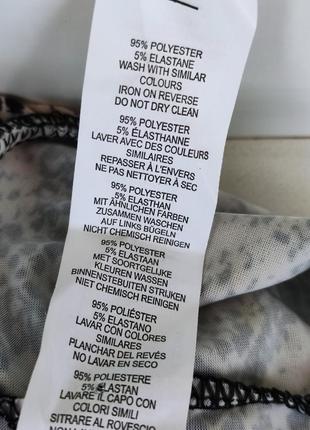 95% POLYESTER
5% ELASTANE
WASH WITH SIMILAR
COLOURS
IRON ON REVERSE
DO NOT DRY CLEAN
95% POLYESTER
5% ÉLASTHANNE
LAVER AVEC DES COULEURS
SIMILAIRES
REPASSER À L'ENVERS
NE PAS NETTOYER À SEC
95% POLYESTER
5% ELASTHAN
MIT ÄHNLICHEN FARBEN
ZUSAMMEN WASCHEN
AUF LINKS BÜGELN
NICHT CHEMISCH REINIGEN
95% POLYESTER
5% ELASTAAN
MET SOORTGELIJKE
KLEUREN WASSEN
BINNENSTEBUITEN STRIJKEN
NIET CHEMISCH REINIGEN
95% POLIÉSTER
5% ELASTANO
LAVAR CON COLORES
SIMILARES
PLANCHAR DEL REVÉS
NO LAVAR EN SECO
95% POLIESTERE
5% ELASTAN
LAVARE IL CAPO CON
COLORI SIMILI
STIRARE AL ROVESCIO